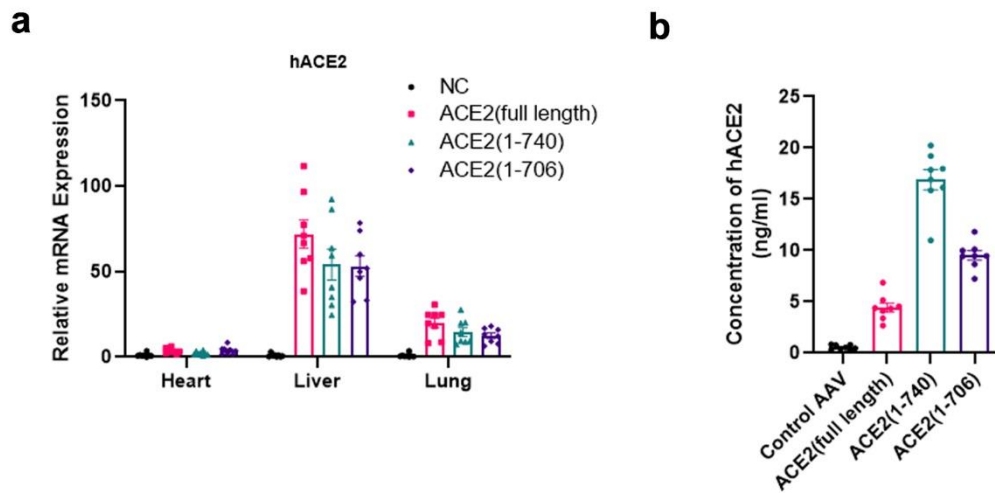 a
hACE2
NC
ACE2(full length)
ACE2(1-740)
ACE2(1-706)
Relative mRNA Expression
150
100
50
0
Heart
Liver
Lung
b
Concentration of hACE2
(ng/ml)
25
20
15
10
5
0
Control AAV
ACE2(full length)
ACE2(1-740)
ACE2(1-706)